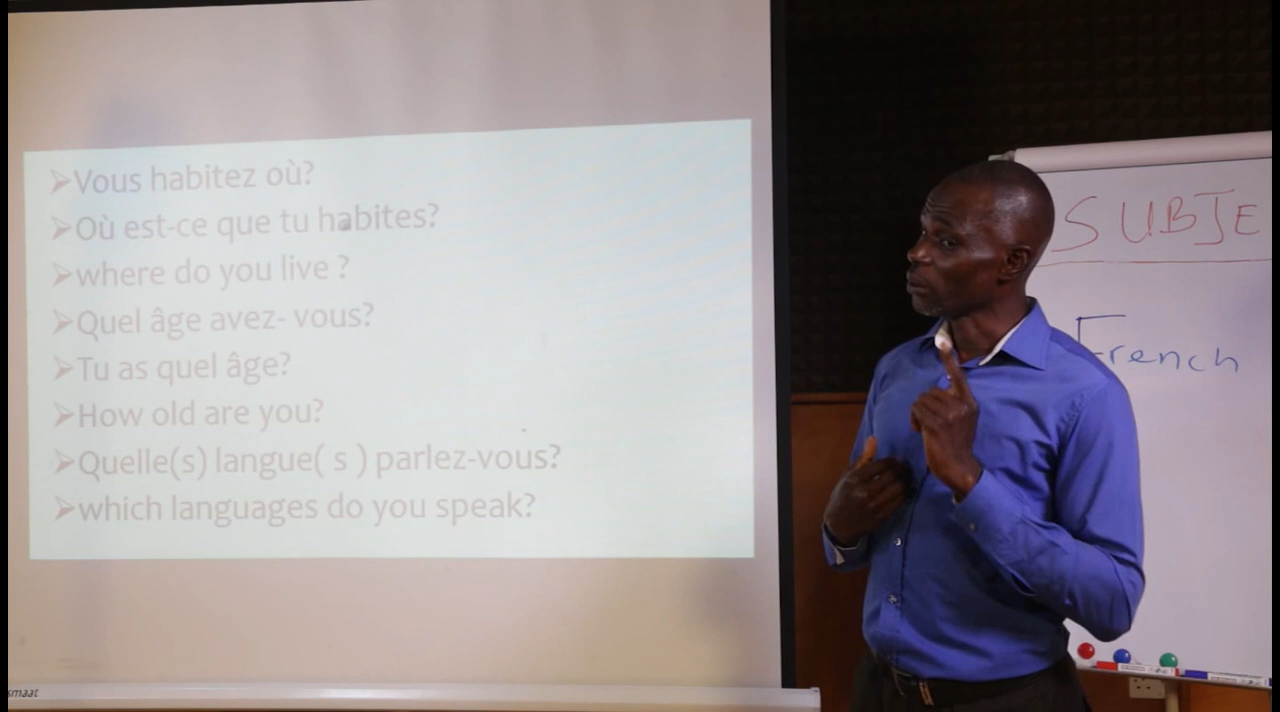 ➢Vous habitez où?
➢Où est-ce que tu habites?
➢where do you live ?
➢Quel âge avez- vous?
➢Tu as quel âge?
➢How old are you?
➢Quelle(s) langue( s ) parlez-vous?
➢which languages do you speak?
smaat
SUBJE
French